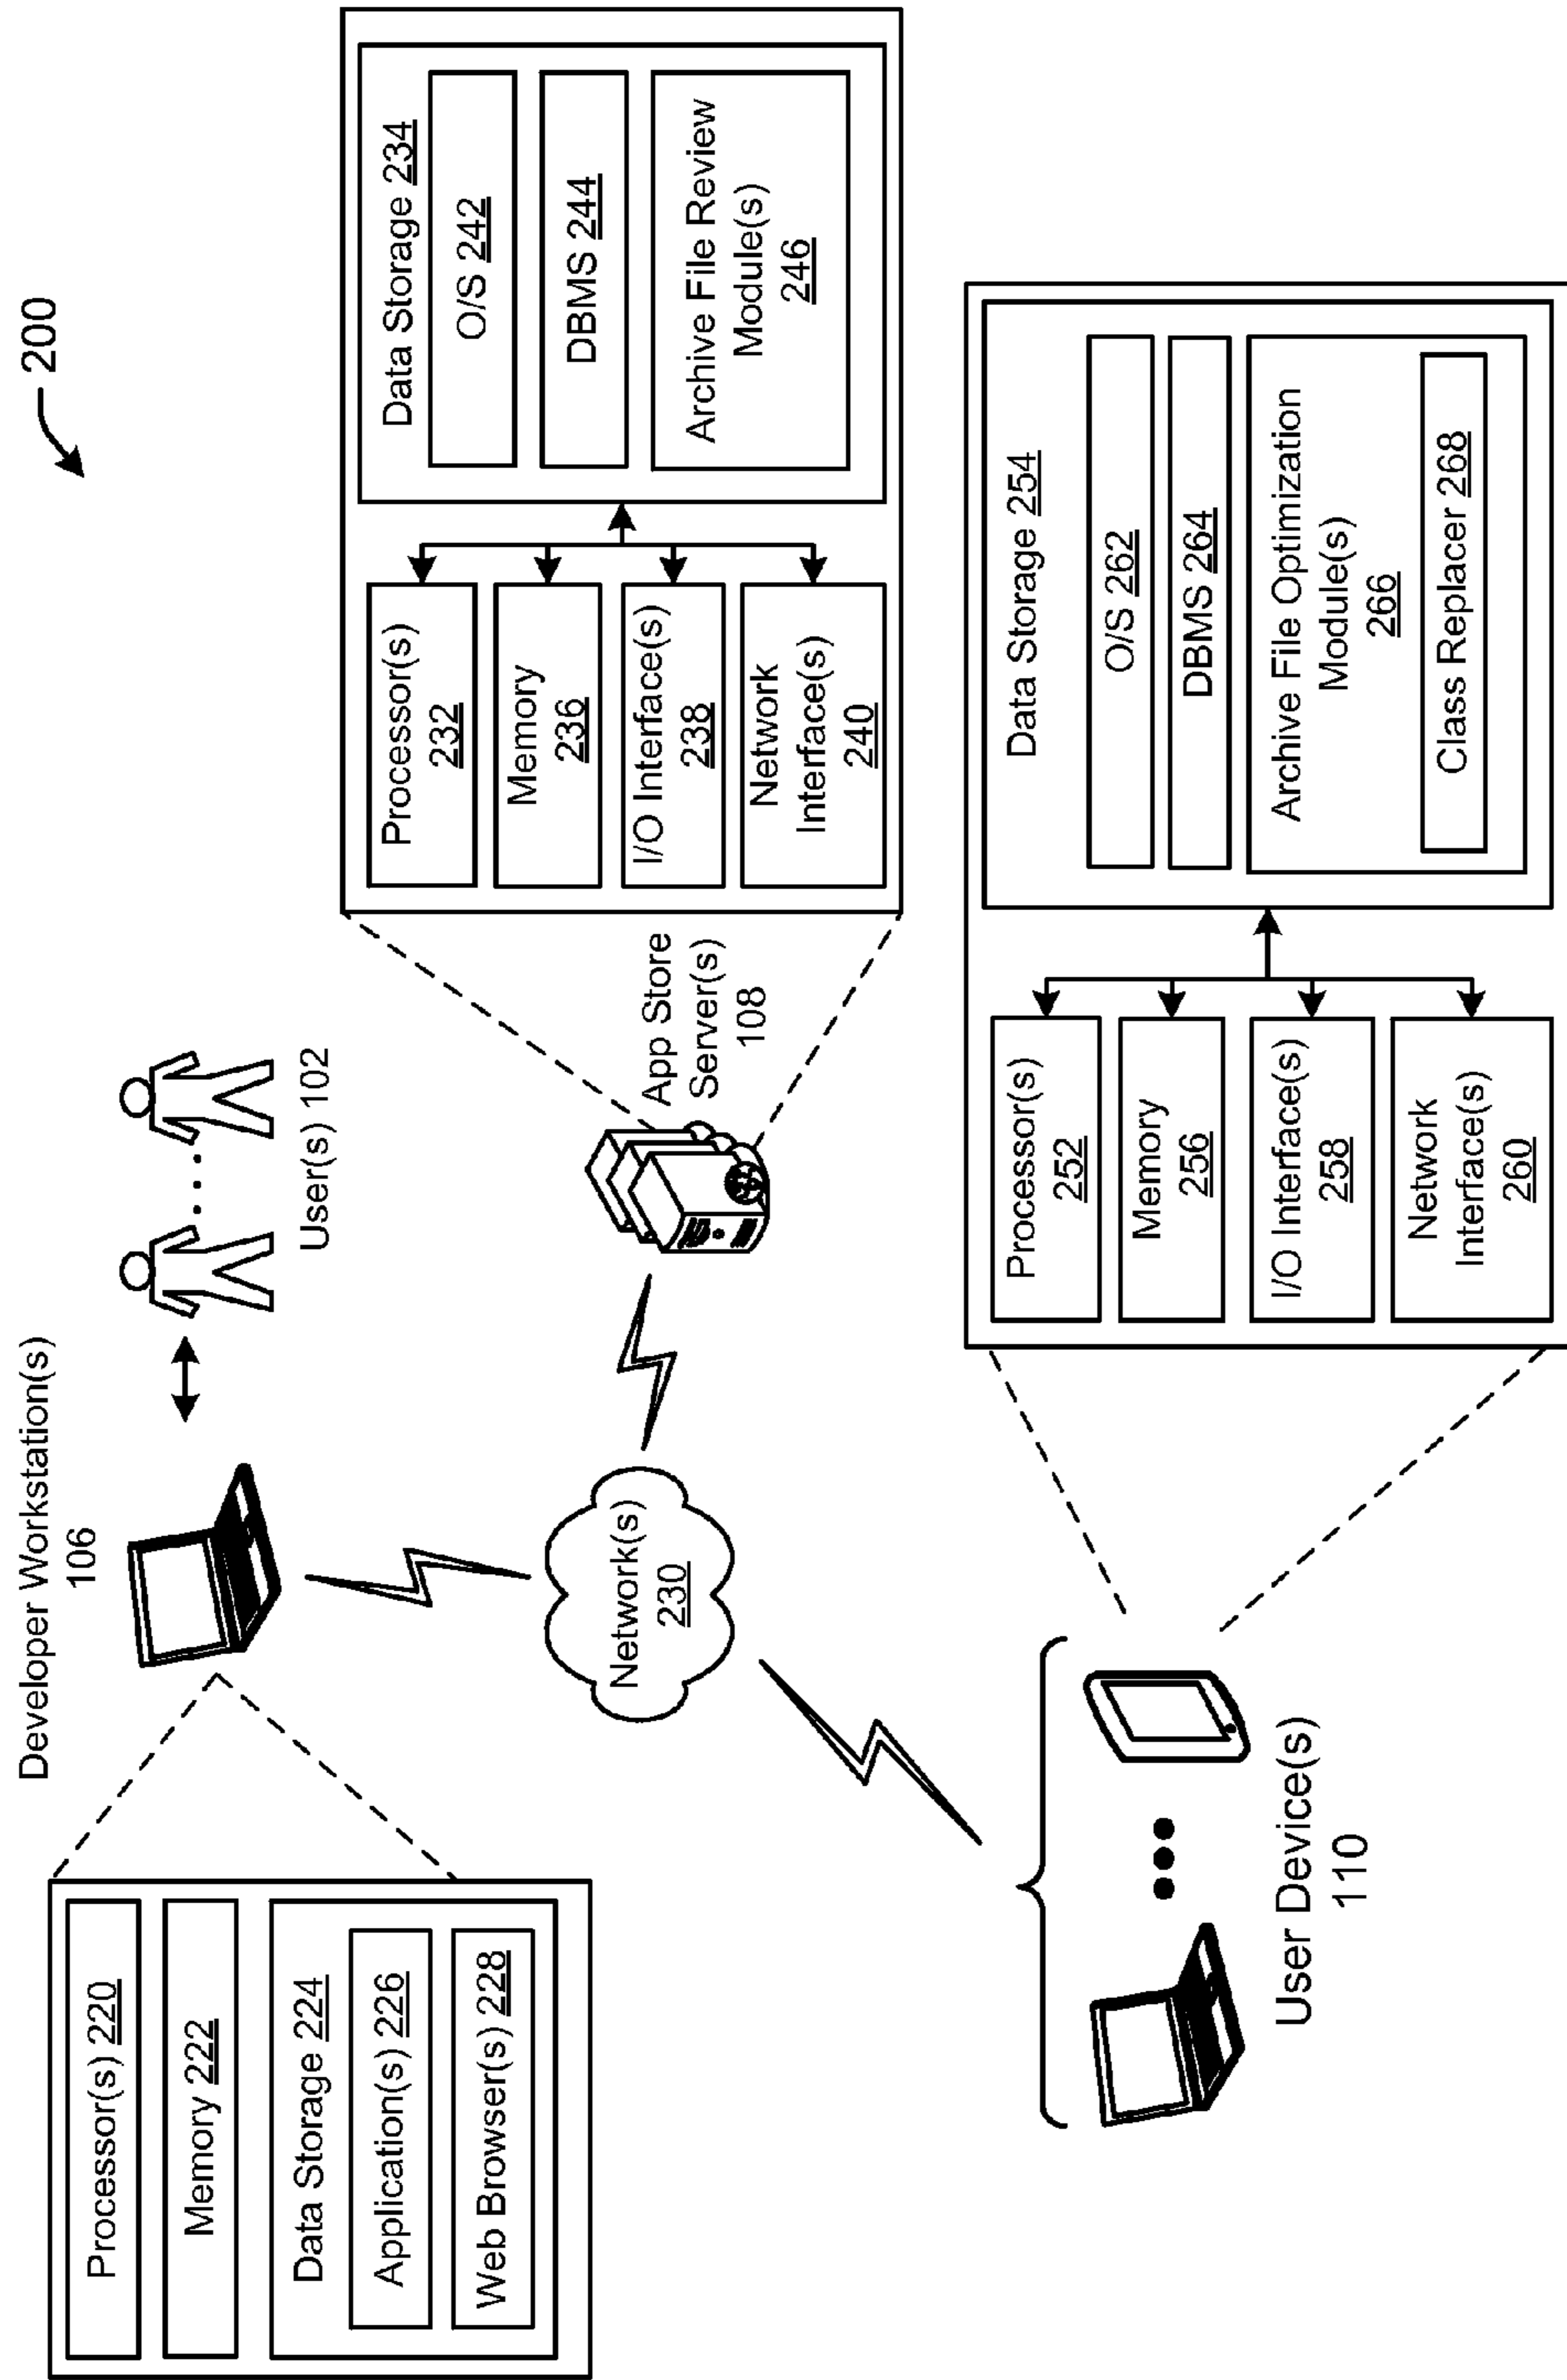 200
Developer Workstation(s)
106
User(s) 102
Processor(s) 220
Memory 222
Data Storage 224
Application(s) 226
Web Browser(s) 228
Network(s)
230
App Store
Server(s)
108
Processor(s)
232
Memory
236
I/O Interface(s)
238
Network
Interface(s)
240
Data Storage 234
O/S 242
DBMS 244
Archive File Review
Module(s)
246
User Device(s)
110
Processor(s)
252
Memory
256
I/O Interface(s)
258
Network
Interface(s)
260
Data Storage 254
O/S 262
DBMS 264
Archive File Optimization
Module(s)
266
Class Replacer 268